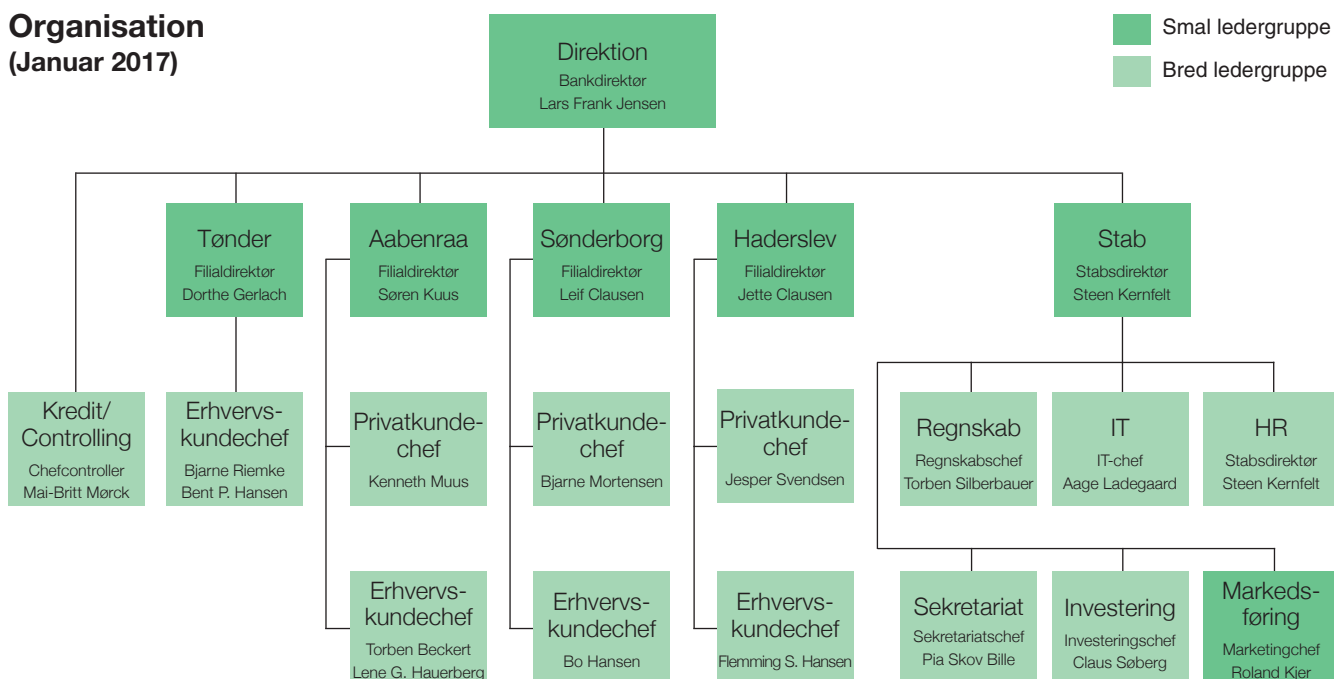 Organisation
(Januar 2017)
Smal ledergruppe
Bred ledergruppe
Direktion
Bankdirektør
Lars Frank Jensen
Tønder
Filialdirektør
Dorthe Gerlach
Aabenraa
Filialdirektør
Søren Kuus
Sønderborg
Filialdirektør
Leif Clausen
Haderslev
Filialdirektør
Jette Clausen
Stab
Stabsdirektør
Steen Kernfelt
Kredit/
Controlling
Chefcontroller
Mai-Britt Mørck
Erhvervs-
kundechef
Bjarne Riemke
Bent P. Hansen
Privatkunde-
chef
Kenneth Muus
Privatkunde-
chef
Bjarne Mortensen
Privatkunde-
chef
Jesper Svendsen
Regnskab
Regnskabschef
Torben Silberbauer
IT
IT-chef
Aage Ladegaard
HR
Stabsdirektør
Steen Kernfelt
Erhvervs-
kundechef
Torben Beckert
Lene G. Hauerberg
Erhvervs-
kundechef
Bo Hansen
Erhvervs-
kundechef
Flemming S. Hansen
Sekretariat
Sekretariatschef
Pia Skov Bille
Investering
Investeringschef
Claus Søberg
Markeds-
føring
Marketingchef
Roland Kjer